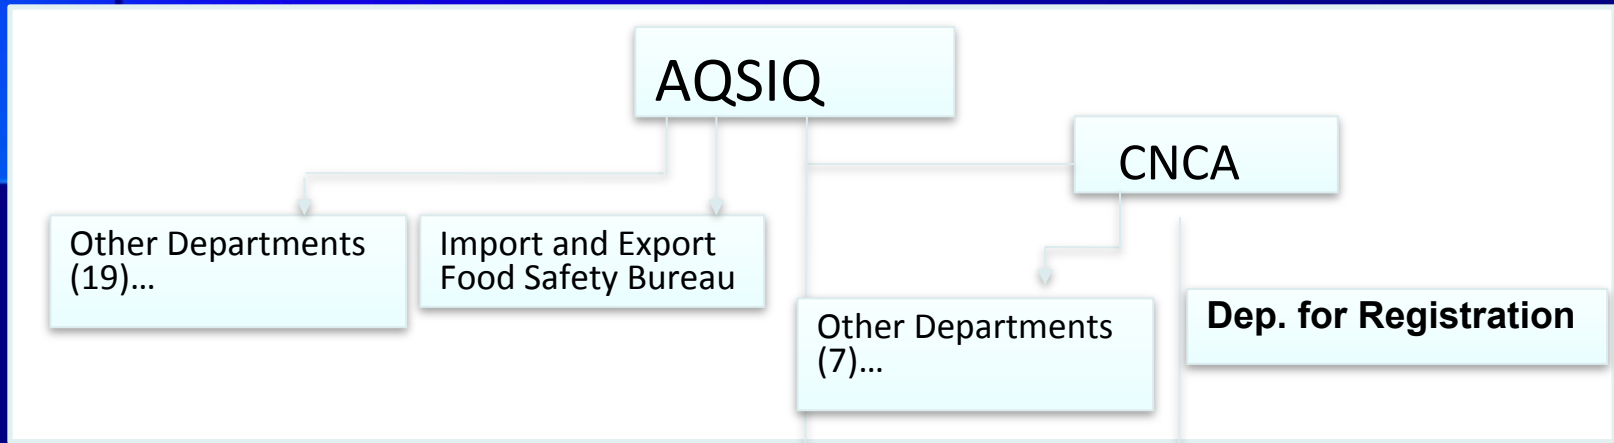 AQSIQ
CNCA
Other Departments
(19)...
Import and Export
Food Safety Bureau
Other Departments
(7)...
Dep. for Registration